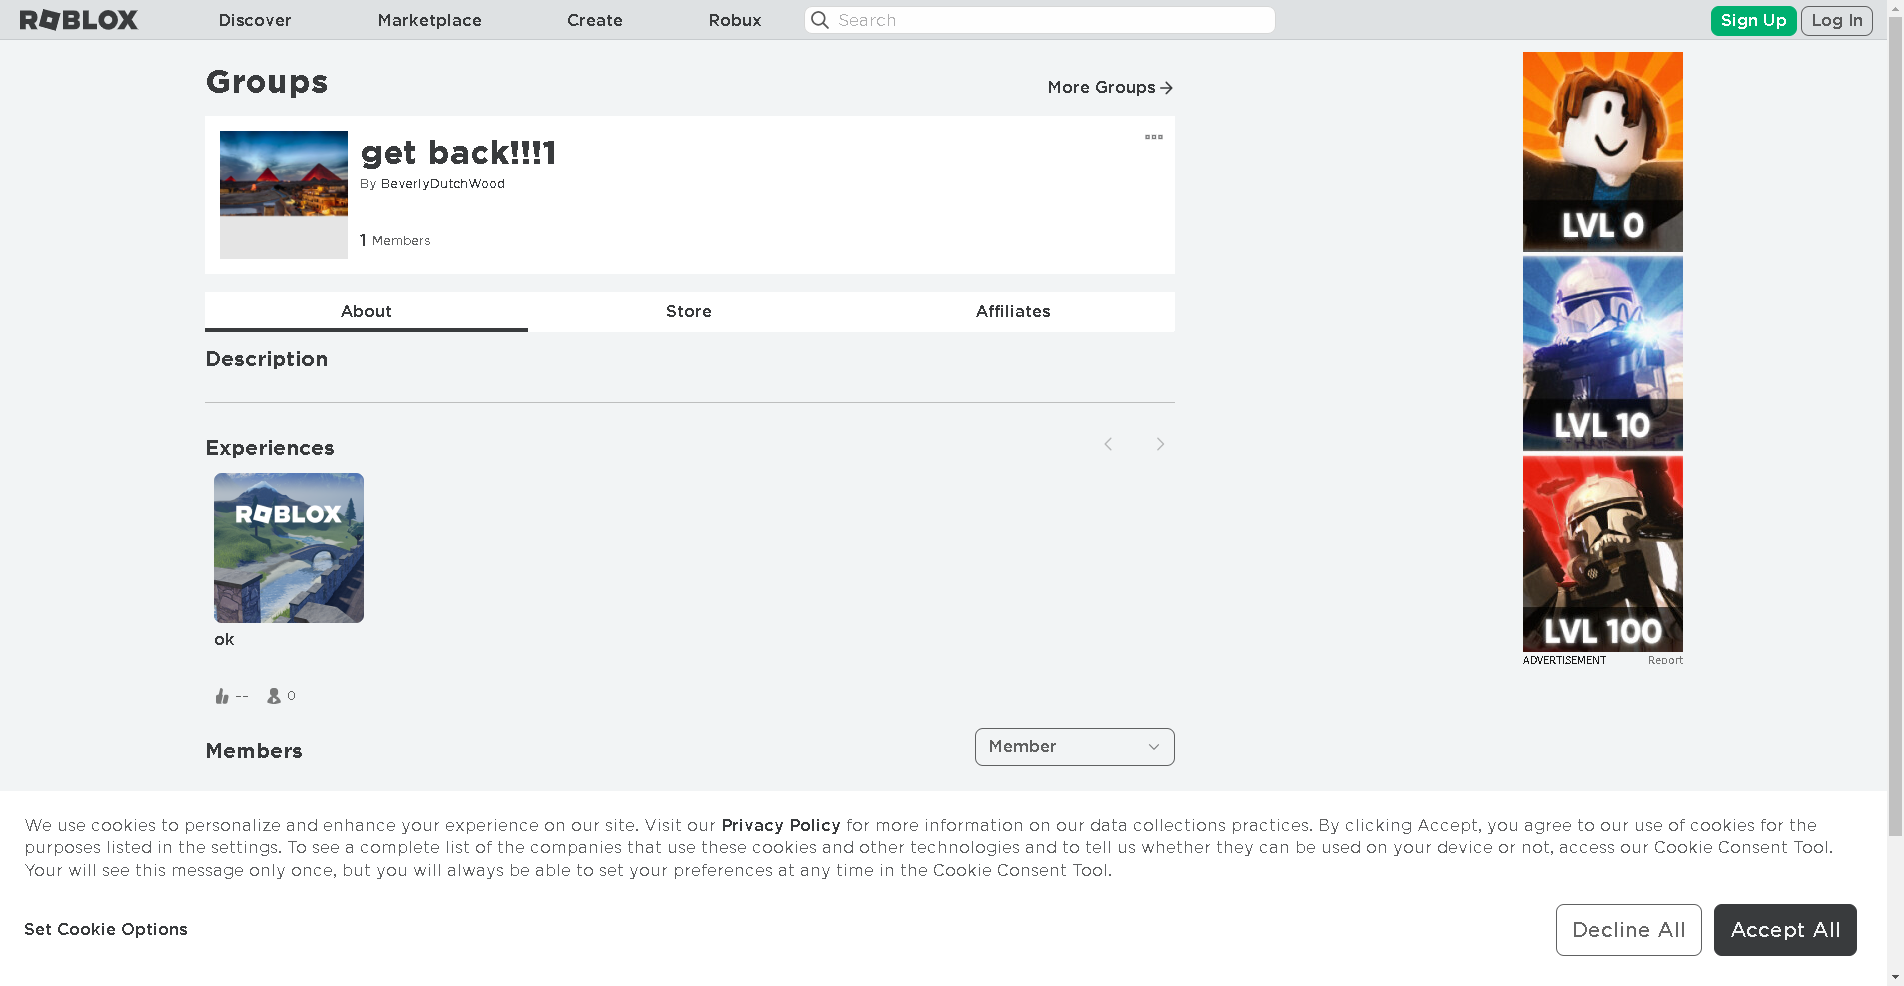 ROBLOX
Discover
Marketplace
Create
Robux
Search
Sign Up
Log In
Groups
More Groups
get back!!!1
By BeverlyDutchWood
1 Members
About
Store
Affiliates
Description
Experiences
ROBLOX
ok
--
0
Members
Member
LVL 0
LVL 10
LVL 100
ADVERTISEMENT
Report
We use cookies to personalize and enhance your experience on our site. Visit our Privacy Policy for more information on our data collections practices. By clicking Accept, you agree to our use of cookies for the
purposes listed in the settings. To see a complete list of the companies that use these cookies and other technologies and to tell us whether they can be used on your device or not, access our Cookie Consent Tool.
Your will see this message only once, but you will always be able to set your preferences at any time in the Cookie Consent Tool.
Set Cookie Options
Decline All
Accept All